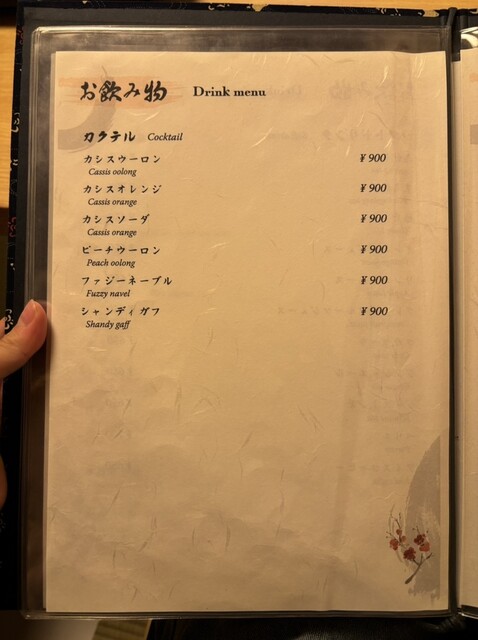 お飲み物 Drink menu
カクテル Cocktail
カシスウーロン ¥900
Cassis oolong
カシスオレンジ ¥900
Cassis orange
カシスソーダ ¥900
Cassis orange
ピーチウーロン ¥900
Peach oolong
ファジーネーブル ¥900
Fuzzy navel
シャンディガフ ¥900
Shandy gaff